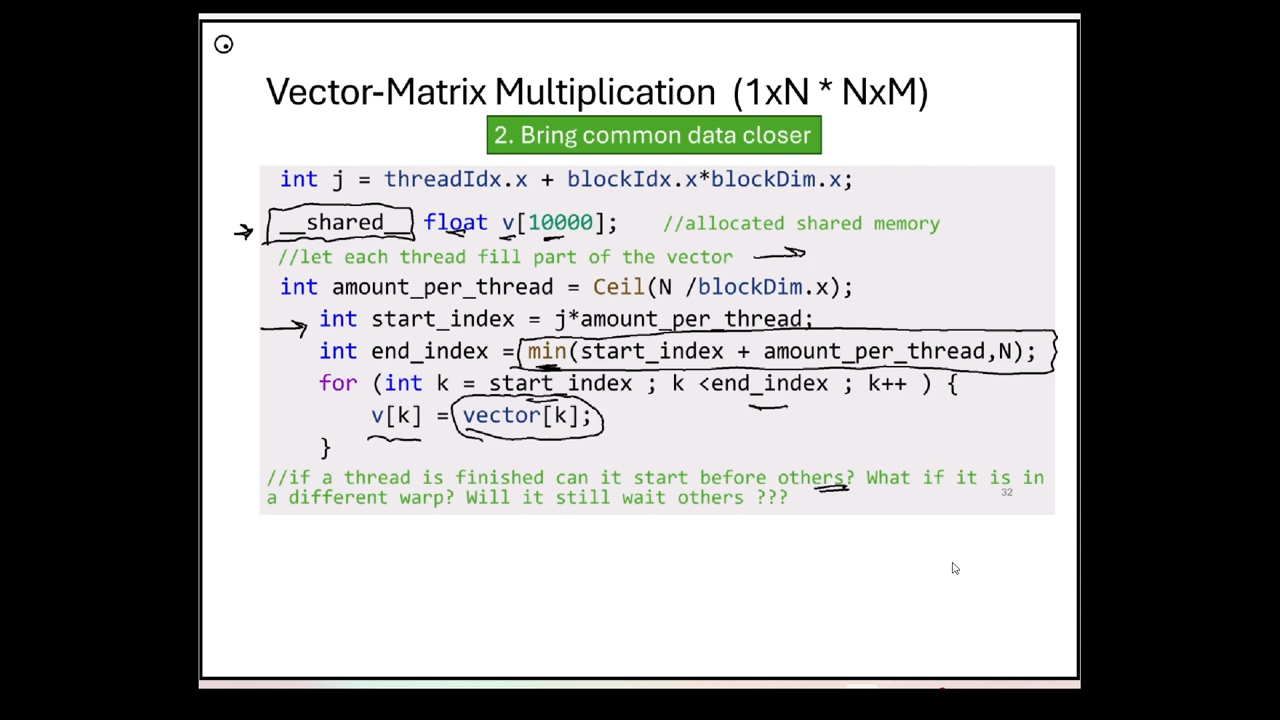 Vector-Matrix Multiplication (1xN * NxM)
2. Bring common data closer
int j = threadIdx.x + blockIdx.x*blockDim.x;
__shared__ float v[10000]; //allocated shared memory
//let each thread fill part of the vector
int amount_per_thread = Ceil(N /blockDim.x);
int start_index = j*amount_per_thread;
int end_index = min(start_index + amount_per_thread,N);
for (int k = start_index ; k <end_index ; k++ ) {
v[k] = vector[k];
}
//if a thread is finished can it start before others? What if it is in
a different warp? Will it still wait others ???
32